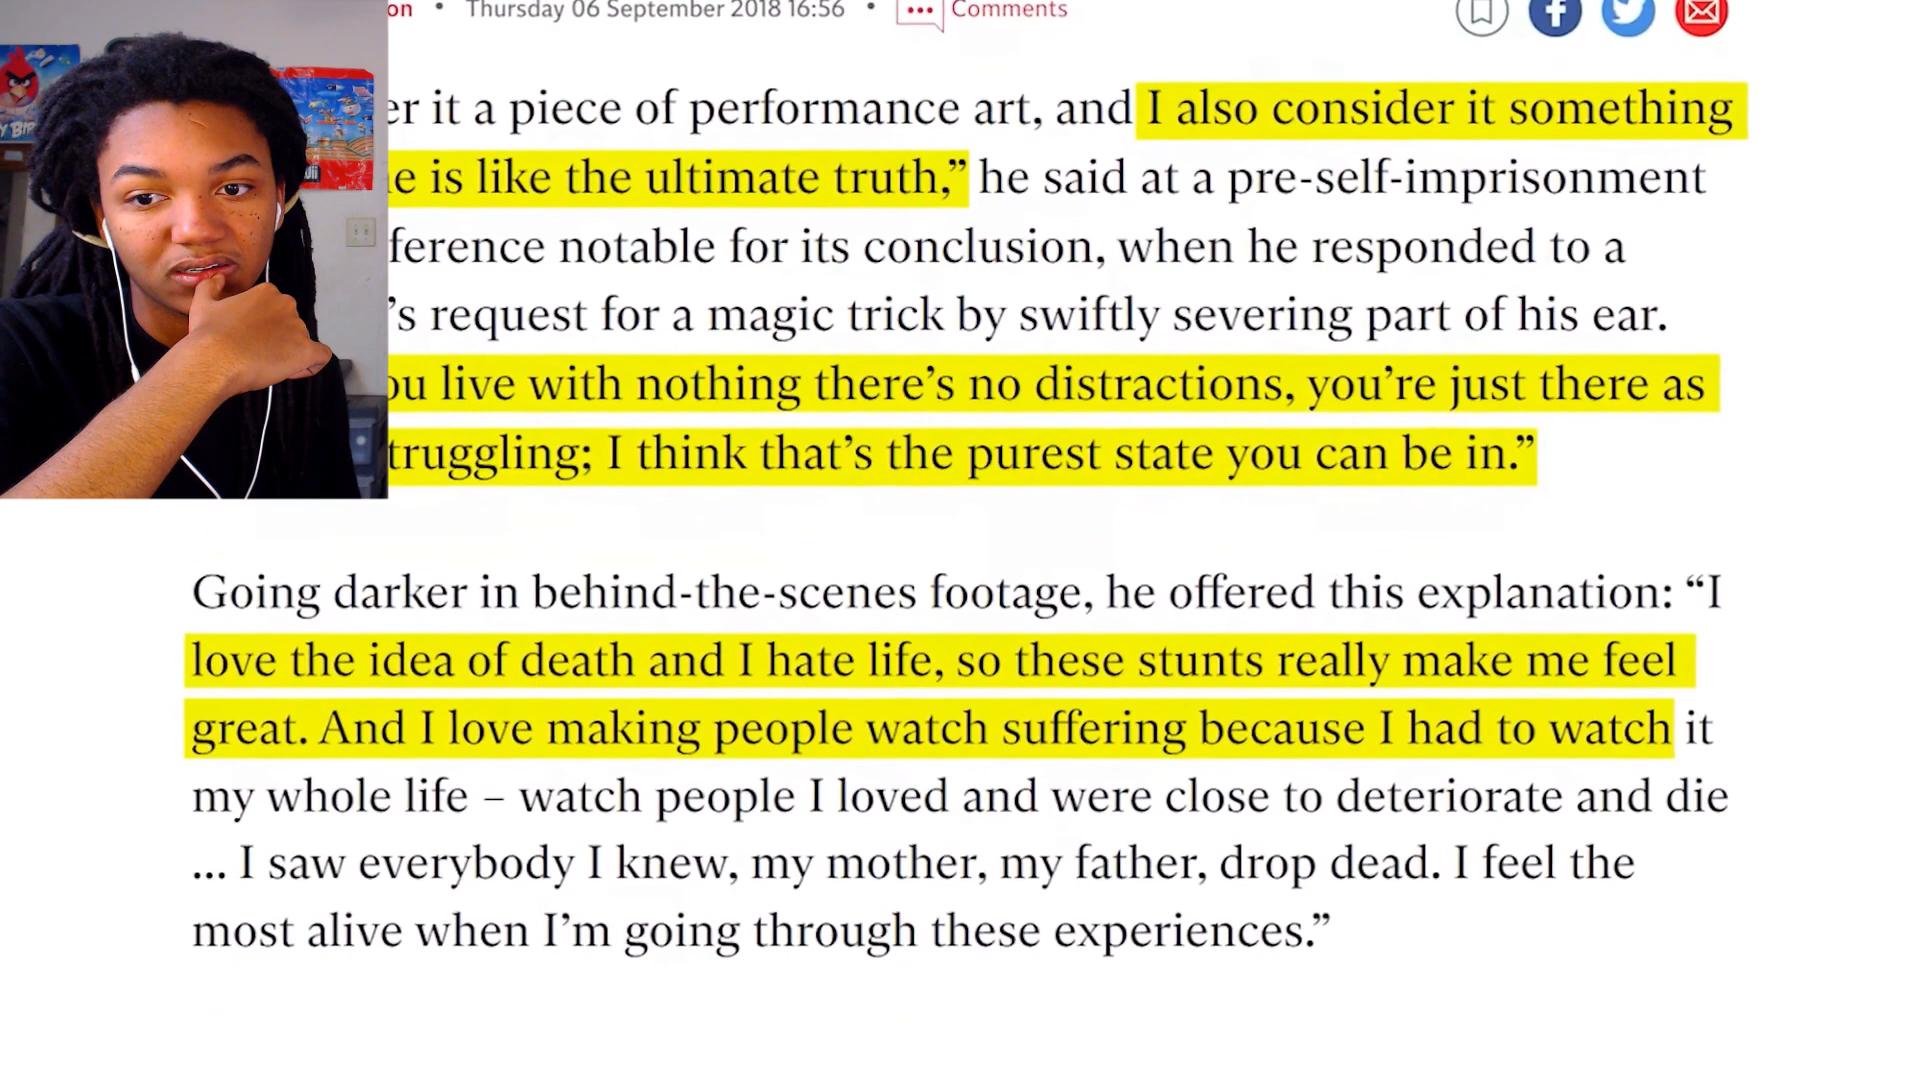 on • Thursday 06 September 2018 16:56 • Comments
er it a piece of performance art, and I also consider it something
e is like the ultimate truth,” he said at a pre-self-imprisonment
ference notable for its conclusion, when he responded to a
’s request for a magic trick by swiftly severing part of his ear.
ou live with nothing there’s no distractions, you’re just there as
truggling; I think that’s the purest state you can be in.”
Going darker in behind-the-scenes footage, he offered this explanation: “I
love the idea of death and I hate life, so these stunts really make me feel
great. And I love making people watch suffering because I had to watch it
my whole life – watch people I loved and were close to deteriorate and die
... I saw everybody I knew, my mother, my father, drop dead. I feel the
most alive when I’m going through these experiences.”
Y BIR